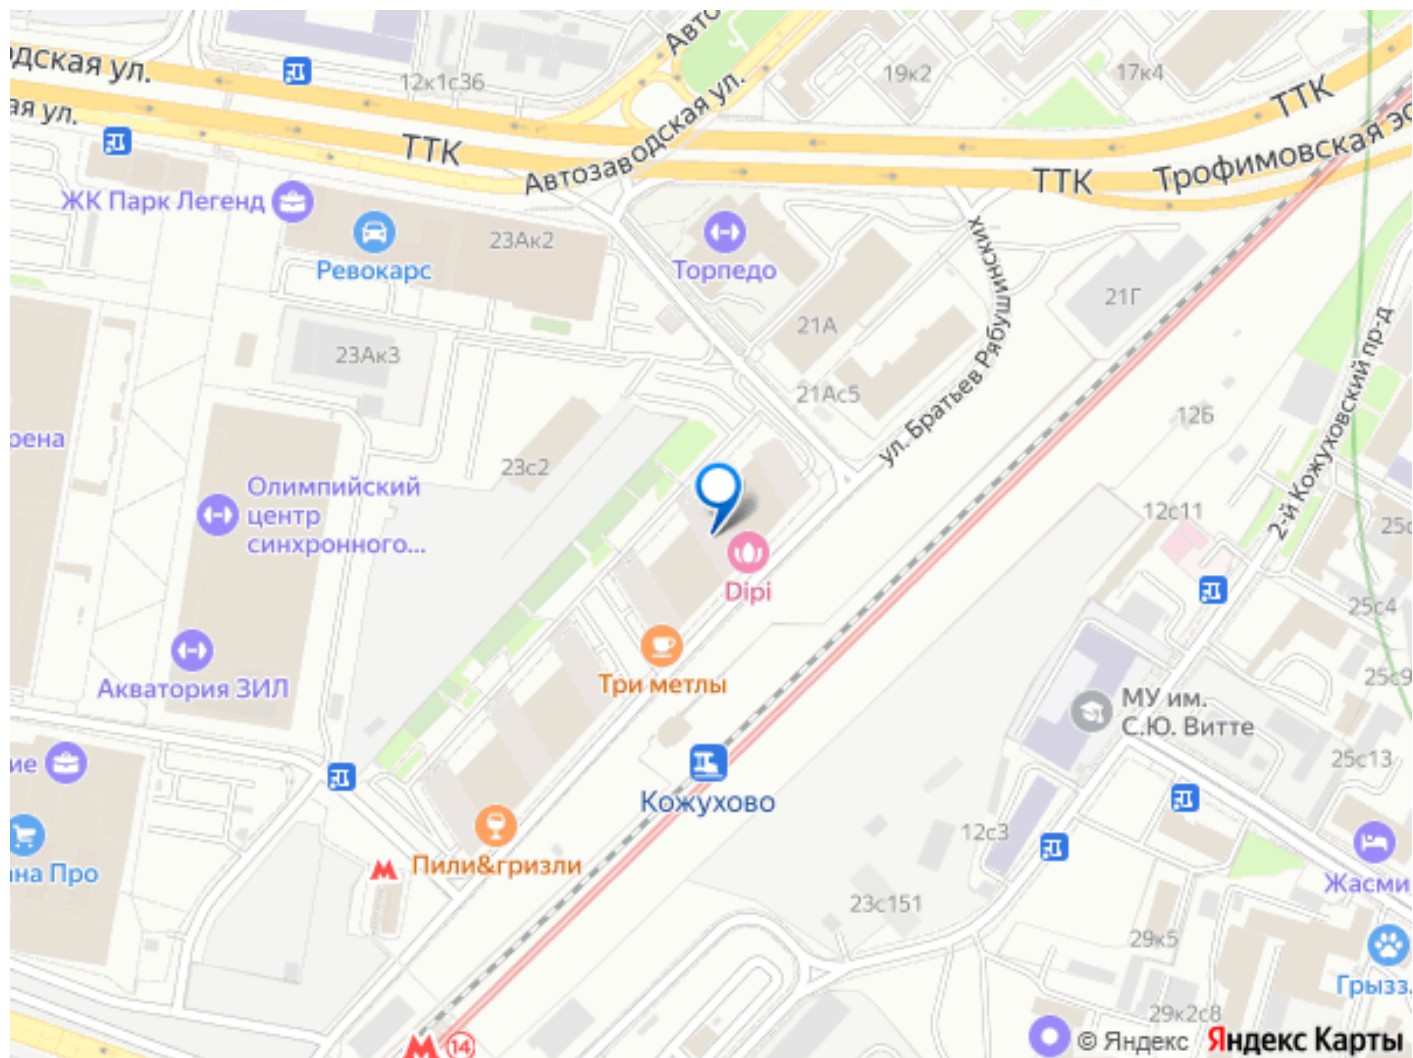 дская ул.
Авто
19к2
17к4
12к1с36
ая ул.
ТТК
ТТК
Автозаводская ул.
ТТК
Трофимовская эс
ЖК Парк Легенд
23Ак2
Ревокарс
Торпедо
21А
21Г
ул. Братьев Рябушинских
23Ак3
21Ас5
12Б
2-й Кожуховский пр-д
рена
23с2
Олимпийский
центр
синхронного...
12с11
25с
Dipi
25с4
Три метлы
Акватория ЗИЛ
25с9
МУ им.
С.Ю. Витте
ие
25с13
Кожухово
12с3
Пили&гризли
на Про
Жасми
23с151
29к5
Грызз.
29к2с8
14
© Яндекс
Яндекс Карты